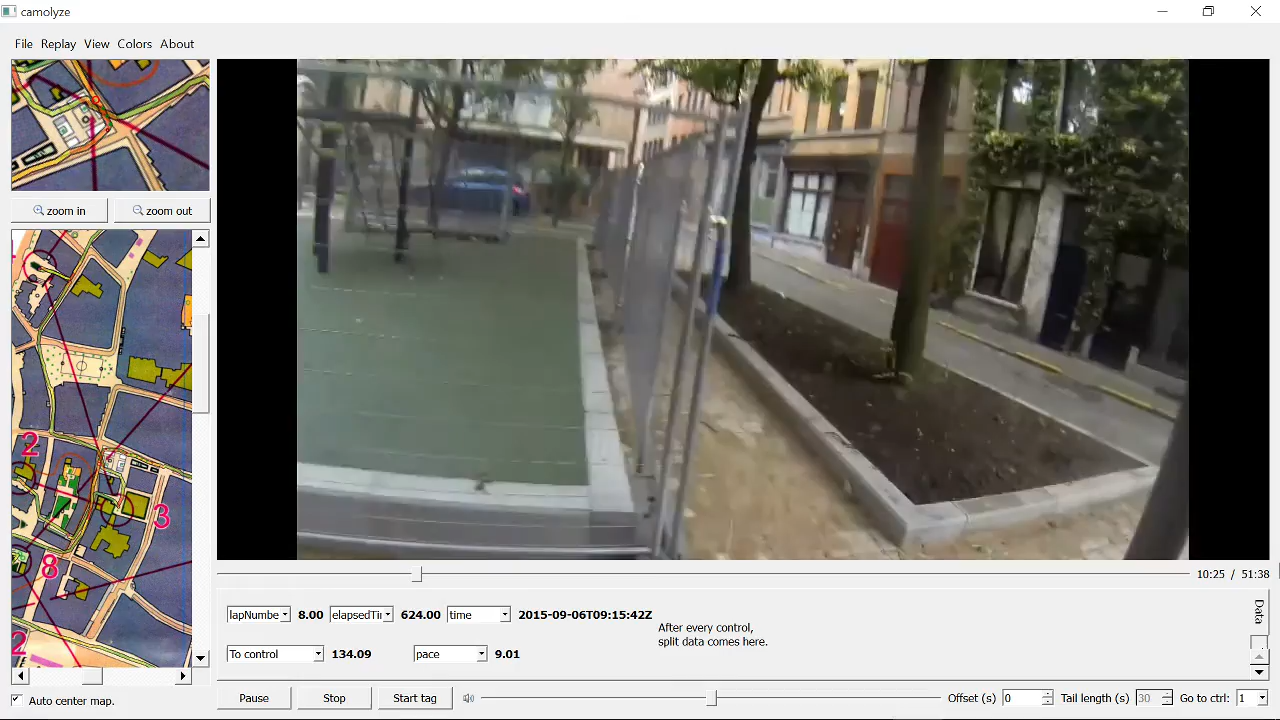 camolyze
File Replay View Colors About
zoom in zoom out
2
3
8
2
10:25 / 51:38
Data
lapNumbe 8.00 elapsedTii 624.00 time 2015-09-06T09:15:42Z
After every control,
split data comes here.
To control 134.09 pace 9.01
Auto center map.
Pause Stop Start tag Offset (s) 0 Tail length (s) 30 Go to ctrl: 1